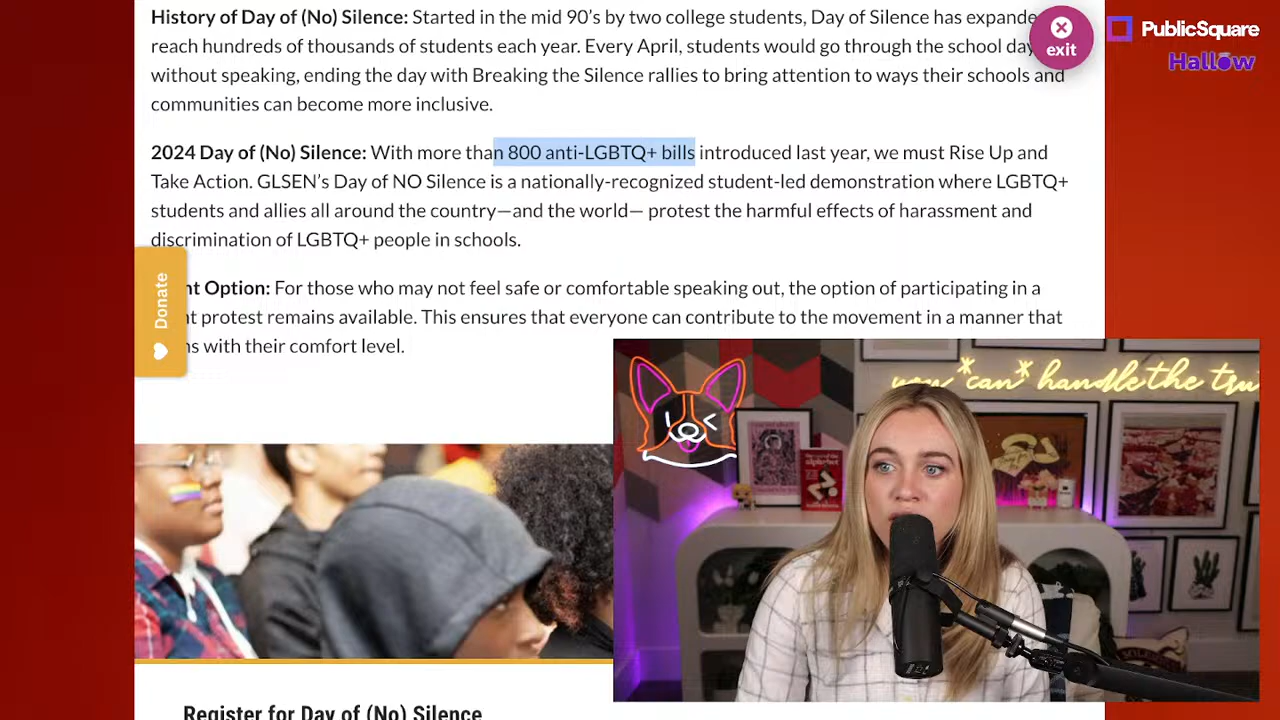 History of Day of (No) Silence: Started in the mid 90's by two college students, Day of Silence has expande
reach hundreds of thousands of students each year. Every April, students would go through the school day
without speaking, ending the day with Breaking the Silence rallies to bring attention to ways their schools and
communities can become more inclusive.
exit
PublicSquare
Hallow
2024 Day of (No) Silence: With more than 800 anti-LGBTQ+ bills introduced last year, we must Rise Up and
Take Action. GLSEN's Day of NO Silence is a nationally-recognized student-led demonstration where LGBTQ+
students and allies all around the country—and the world— protest the harmful effects of harassment and
discrimination of LGBTQ+ people in schools.
Donate
nt Option: For those who may not feel safe or comfortable speaking out, the option of participating in a
nt protest remains available. This ensures that everyone can contribute to the movement in a manner that
ns with their comfort level.
you *can* handle the tru
Register for Day of (No) Silence